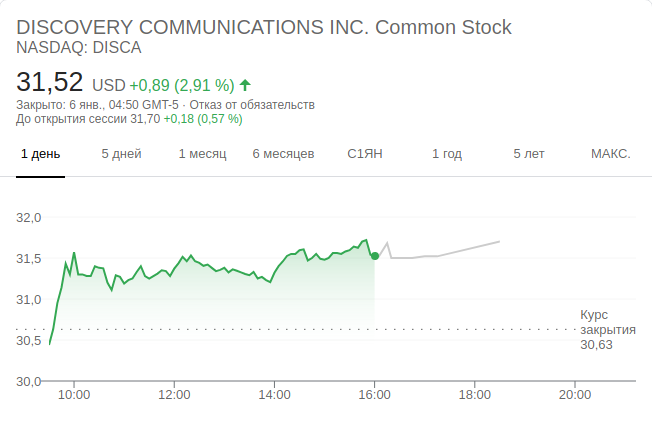 DISCOVERY COMMUNICATIONS INC. Common Stock
NASDAQ: DISCA
31,52 USD +0,89 (2,91 %)
Закрыто: 6 янв., 04:50 GMT-5 · Отказ от обязательств
До открытия сессии 31,70 +0,18 (0,57 %)
1 день 5 дней 1 месяц 6 месяцев С1ЯН 1 год 5 лет МАКС.
32,0
31,5
31,0
Курс
закрытия
30,63
30,5
30,0
10:00 12:00 14:00 16:00 18:00 20:00